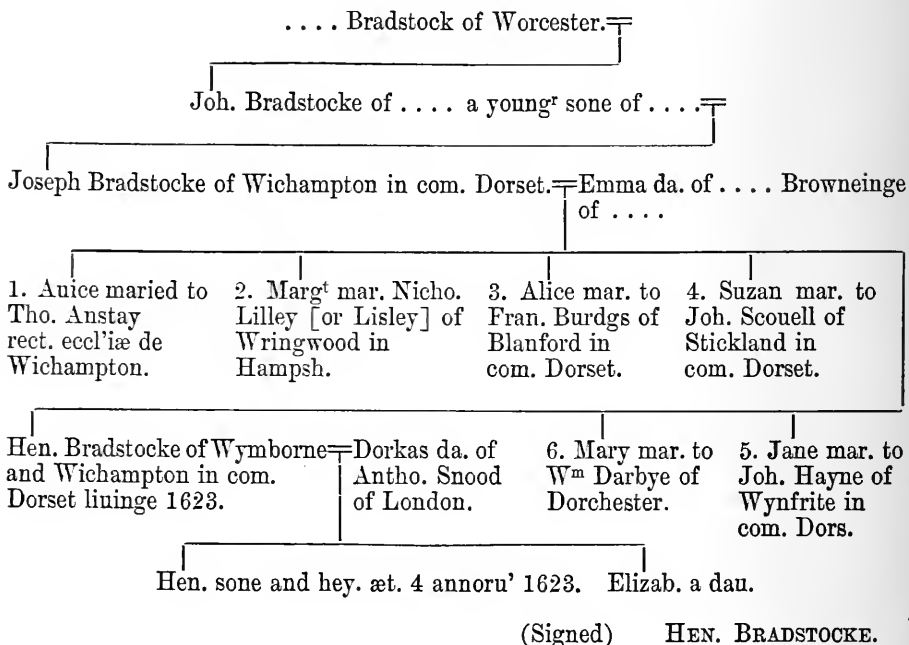 . . . . Bradstock of Worcester.
Joh. Bradstocke of . . . . a youngʳ sone of . . . .
Joseph Bradstocke of Wichampton in com. Dorset. Emma da. of . . . . Browneinge
of . . . .
1. Auice maried to
Tho. Anstay
rect. eccl'iæ de
Wichampton.
2. Margᵗ mar. Nicho.
Lilley [or Lisley] of
Wringwood in
Hampsh.
3. Alice mar. to
Fran. Burdgs of
Blanford in
com. Dorset.
4. Suzan mar. to
Joh. Scouell of
Stickland in
com. Dorset.
Hen. Bradstocke of Wymborne
and Wichampton in com.
Dorset liuinge 1623.
Dorkas da. of
Antho. Snood
of London.
6. Mary mar. to
Wᵐ Darbye of
Dorchester.
5. Jane mar. to
Joh. Hayne of
Wynfrite in
com. Dors.
Hen. sone and hey. æt. 4 annoru' 1623.
Elizab. a dau.
(Signed) HEN. BRADSTOCKE.